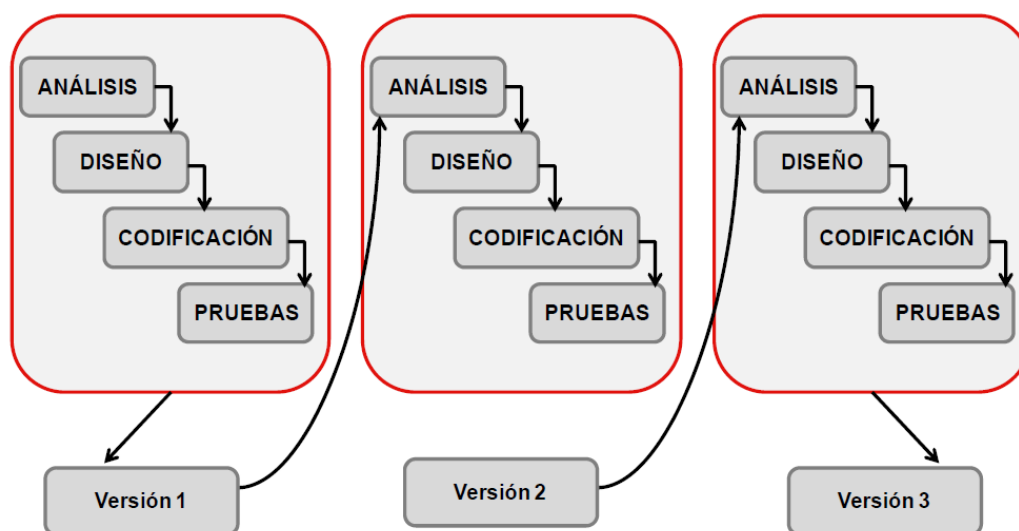 ANÁLISIS
DISEÑO
CODIFICACIÓN
PRUEBAS
ANÁLISIS
DISEÑO
CODIFICACIÓN
PRUEBAS
ANÁLISIS
DISEÑO
CODIFICACIÓN
PRUEBAS
Versión 1
Versión 2
Versión 3